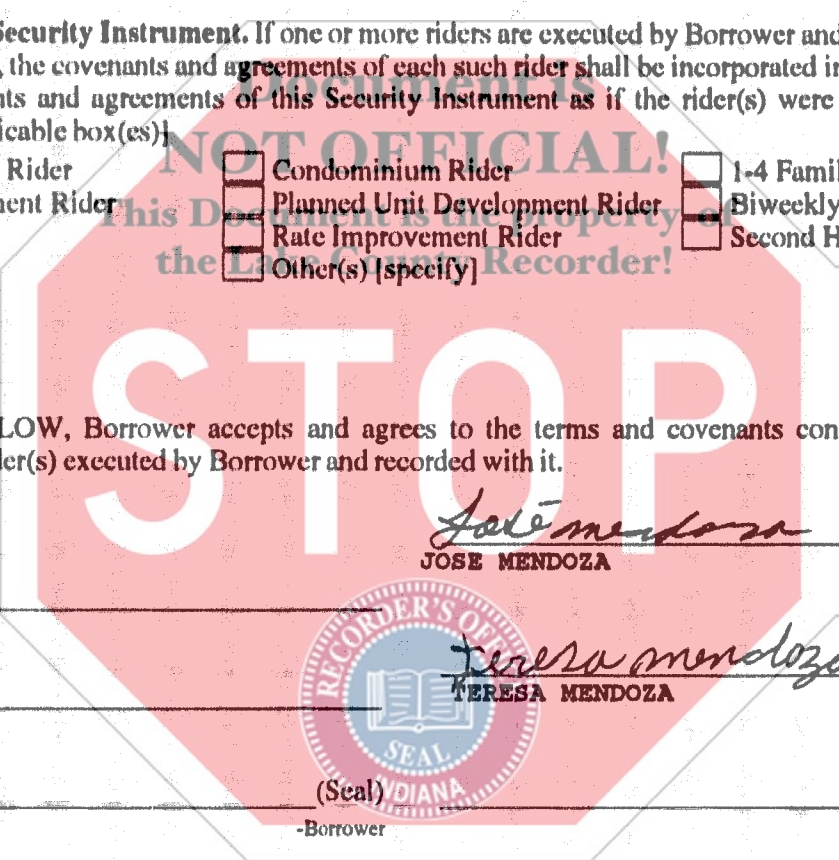 Security Instrument. If one or more riders are executed by Borrower and
, the covenants and agreements of each such rider shall be incorporated in
nts and agreements of this Security Instrument as if the rider(s) were
icable box(es)]
Document is
NOT OFFICIAL!
This Document is the property of
the Lake County Recorder!
Rider Condominium Rider 1-4 Famil
ent Rider Planned Unit Development Rider Biweekly
Rate Improvement Rider Second H
Other(s) [specify]
STOP
LOW, Borrower accepts and agrees to the terms and covenants con
er(s) executed by Borrower and recorded with it.
José mendoza
JOSE MENDOZA
Teresa mendoza
TERESA MENDOZA
RECORDER'S OFFI
SEAL
INDIANA
(Seal)
-Borrower